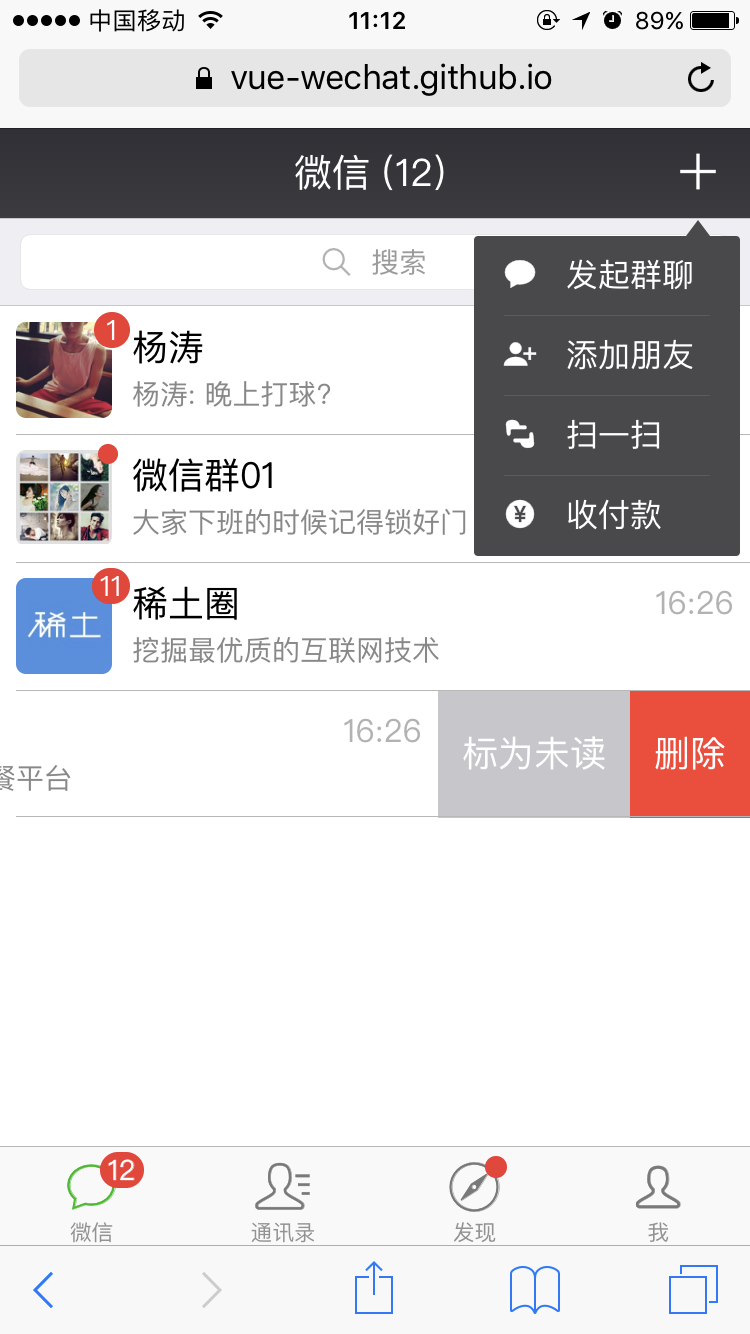 中国移动 11:12 89%
vue-wechat.github.io
微信 (12)
搜索
发起群聊
添加朋友
扫一扫
收付款
1
杨涛
杨涛: 晚上打球?
微信群01
大家下班的时候记得锁好门
11
稀土
稀土圈
16:26
挖掘最优质的互联网技术
16:26
餐平台
标为未读
删除
12
微信
通讯录
发现
我